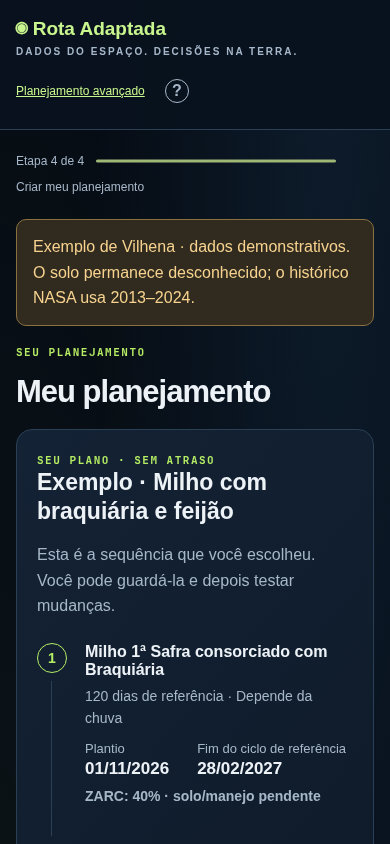 Rota Adaptada
DADOS DO ESPAÇO. DECISÕES NA TERRA.
Planejamento avançado ?
Etapa 4 de 4
Criar meu planejamento
Exemplo de Vilhena · dados demonstrativos.
O solo permanece desconhecido; o histórico
NASA usa 2013–2024.
SEU PLANEJAMENTO
Meu planejamento
SEU PLANO · SEM ATRASO
Exemplo · Milho com
braquiária e feijão
Esta é a sequência que você escolheu.
Você pode guardá-la e depois testar
mudanças.
1
Milho 1ª Safra consorciado com
Braquiária
120 dias de referência · Depende da
chuva
Plantio Fim do ciclo de referência
01/11/2026 28/02/2027
ZARC: 40% · solo/manejo pendente